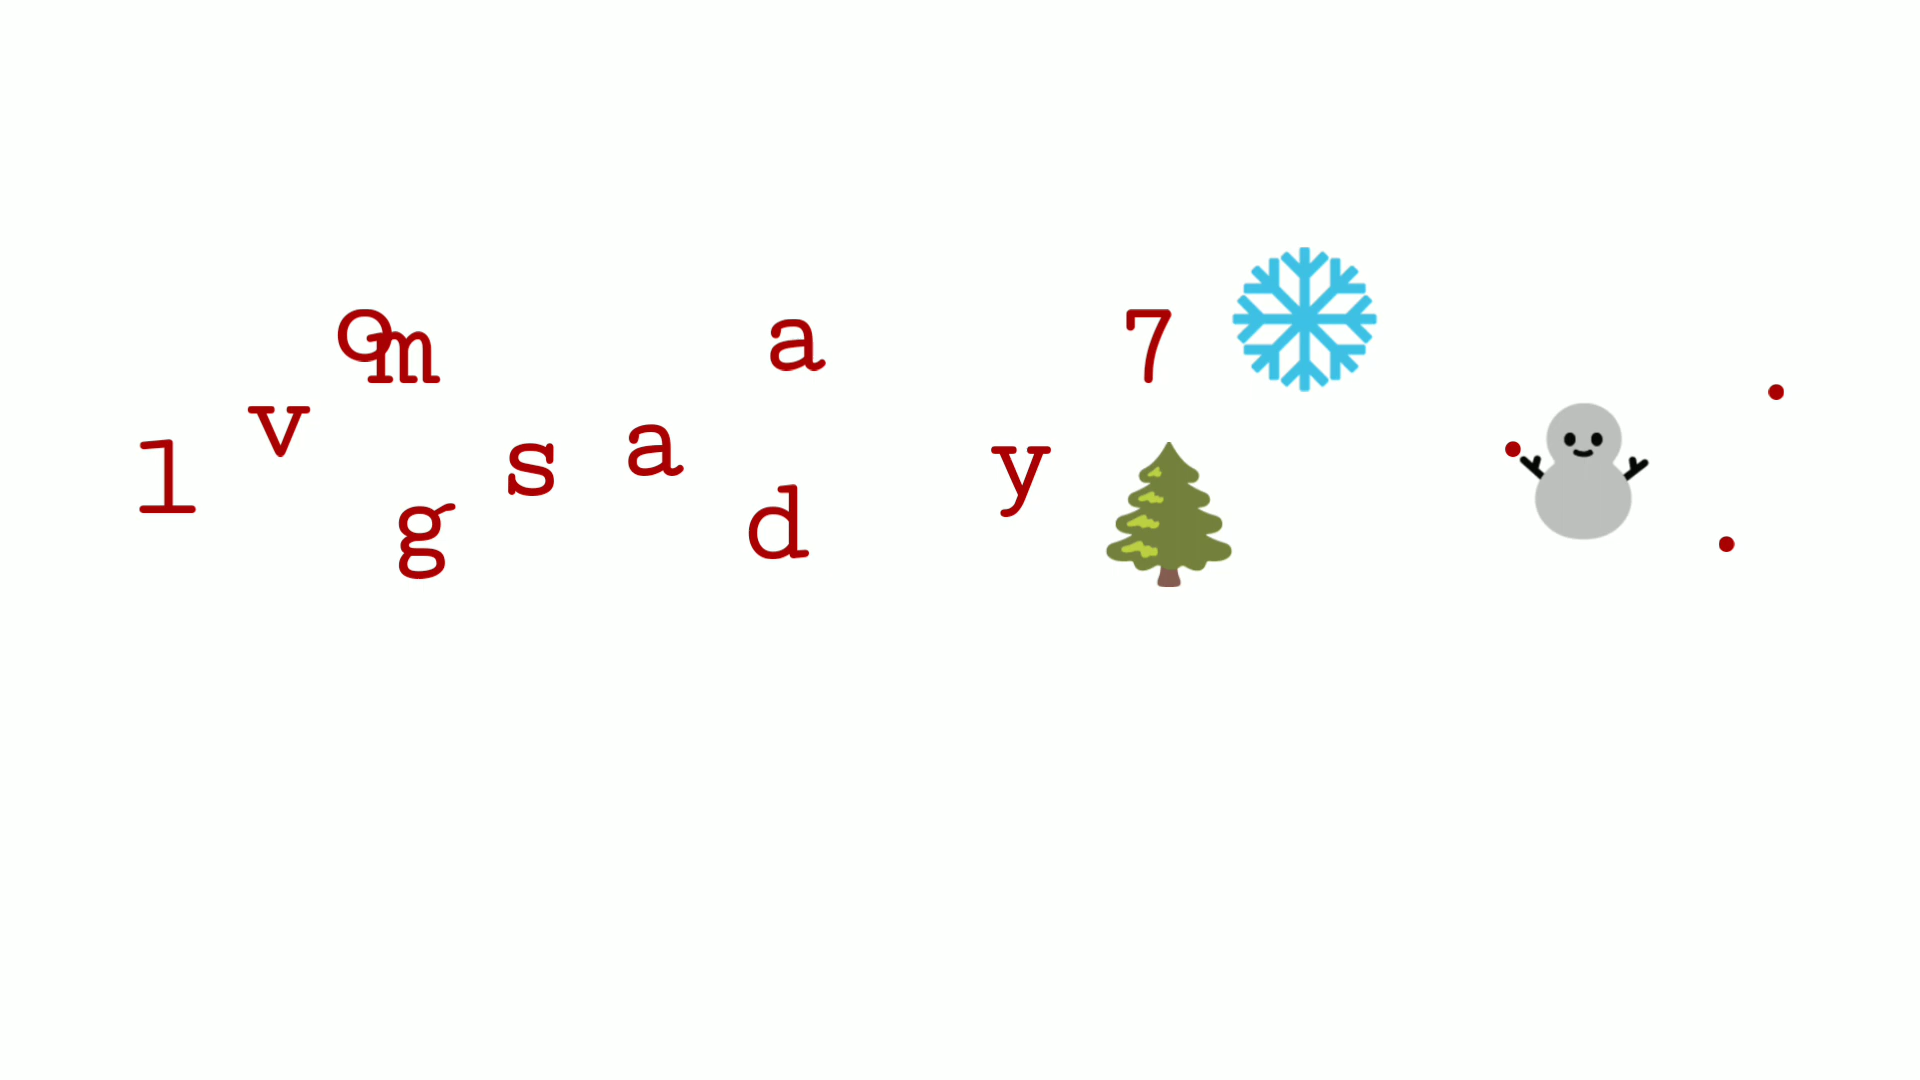 l v o m g s a d a y 7 🌲 ❄ . ⛄ . .